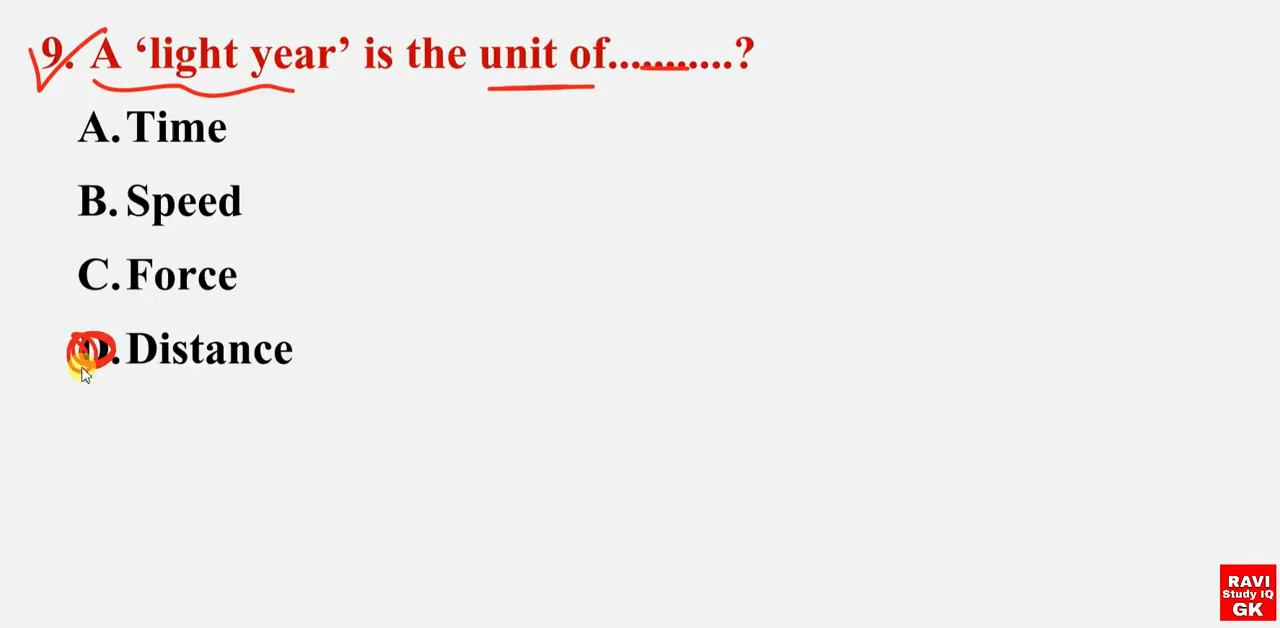 9. A ‘light year’ is the unit of...........?
A. Time
B. Speed
C. Force
D. Distance
RAVI
Study IQ
GK